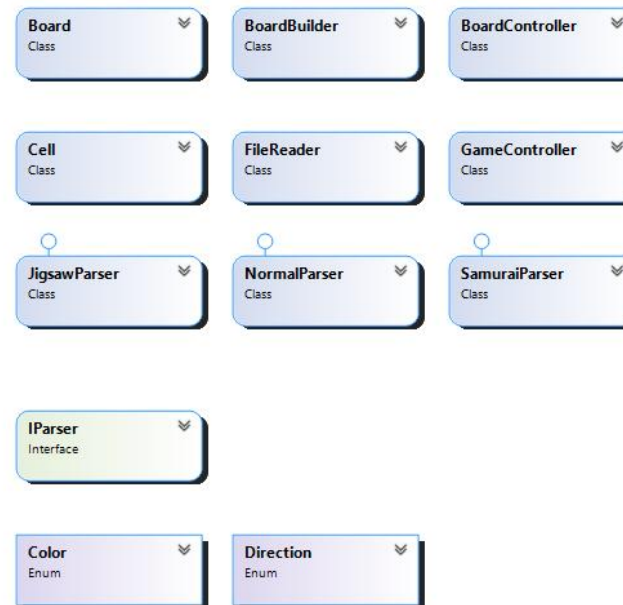 Board
Class
BoardBuilder
Class
BoardController
Class
Cell
Class
FileReader
Class
GameController
Class
JigsawParser
Class
NormalParser
Class
SamuraiParser
Class
IParser
Interface
Color
Enum
Direction
Enum